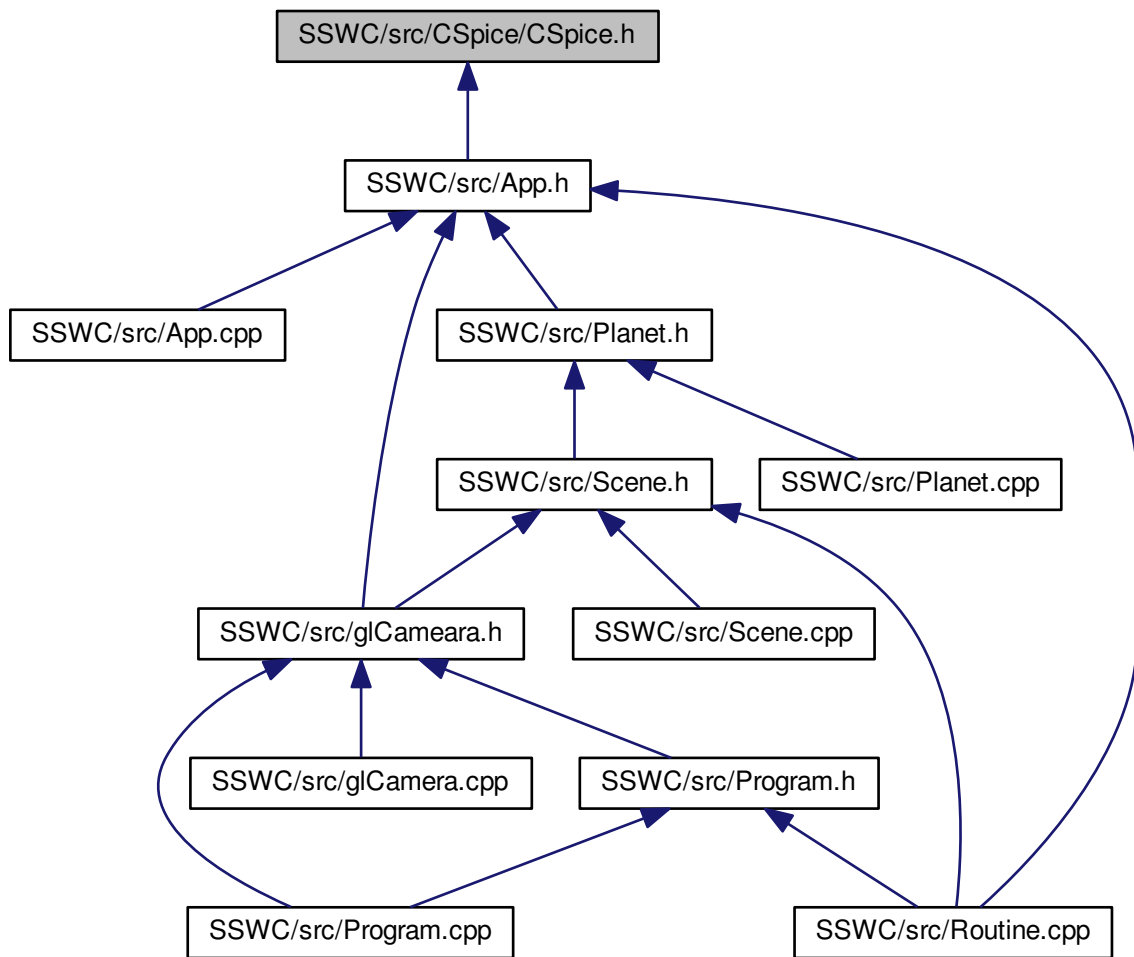 SSWC/src/CSpice/CSpice.h
SSWC/src/App.h
SSWC/src/App.cpp
SSWC/src/Planet.h
SSWC/src/Scene.h
SSWC/src/Planet.cpp
SSWC/src/glCameara.h
SSWC/src/Scene.cpp
SSWC/src/glCamera.cpp
SSWC/src/Program.h
SSWC/src/Program.cpp
SSWC/src/Routine.cpp